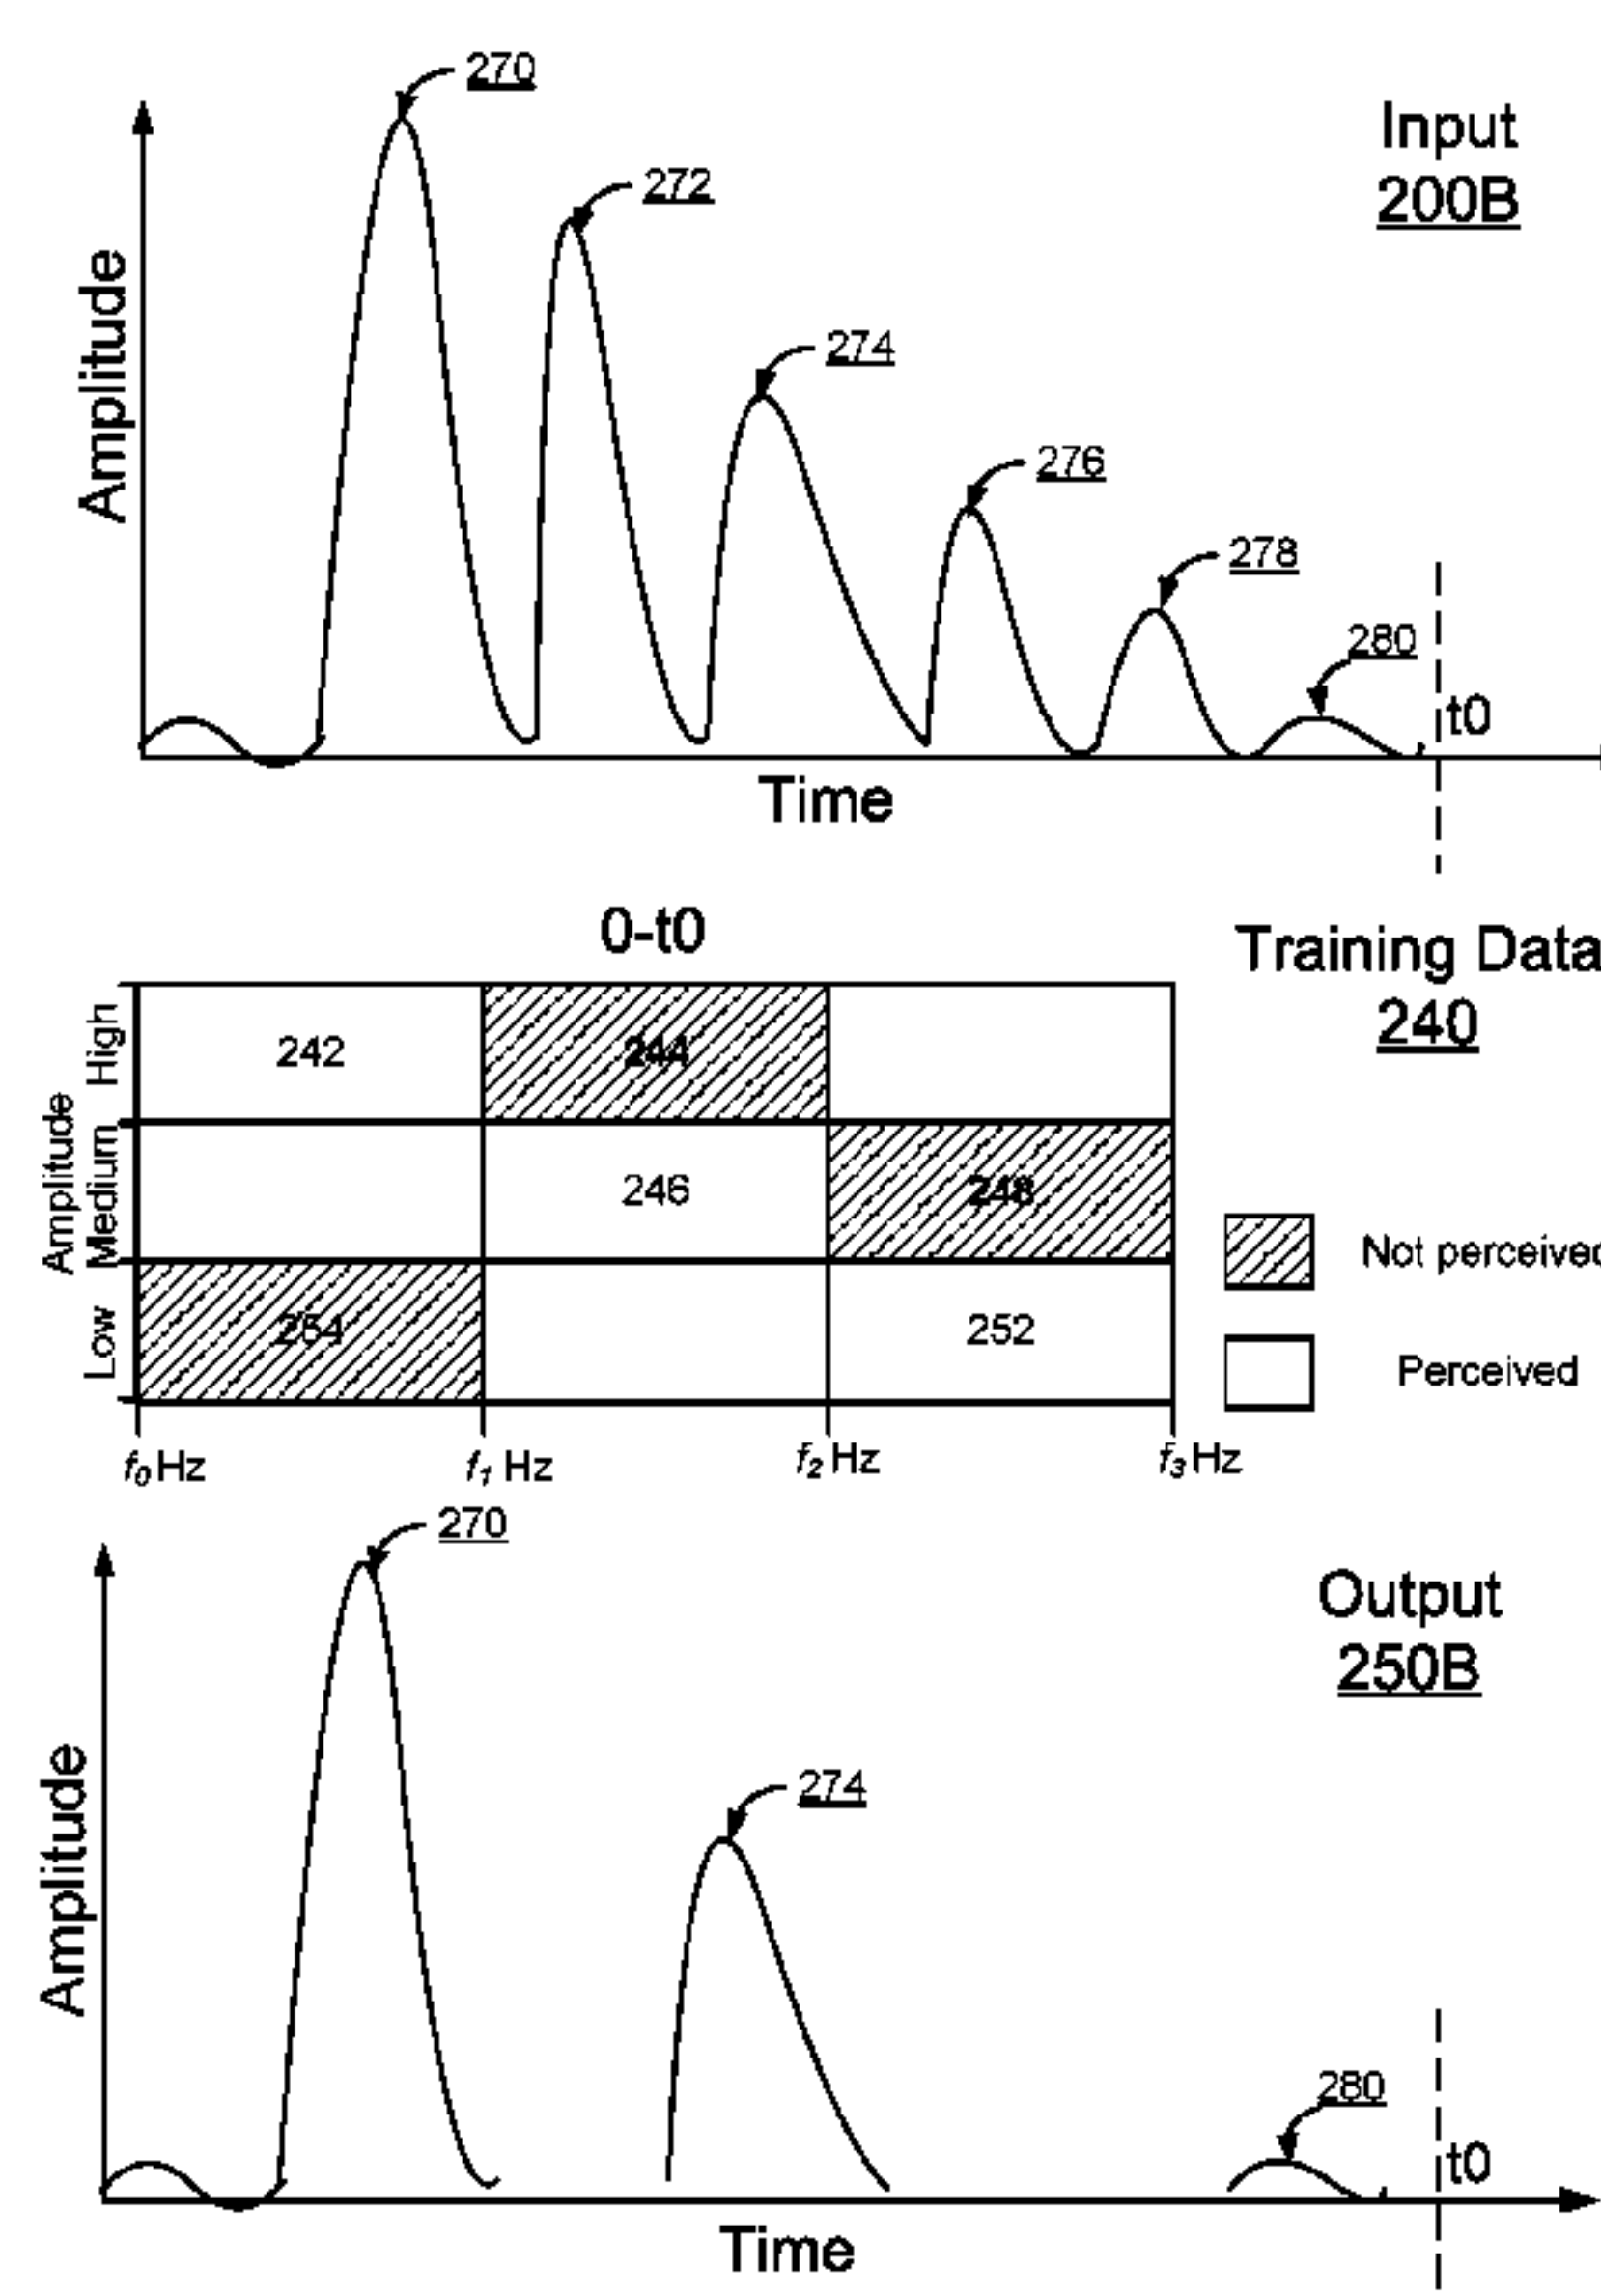 270
Input
200B
272
274
276
278
280
t0
Amplitude
Time
0-t0
Training Data
240
High
242
244
Amplitude
Medium
246
248
Not perceived
Low
252
Perceived
f0 Hz
f1 Hz
f2 Hz
f3 Hz
270
Output
250B
274
280
t0
Amplitude
Time